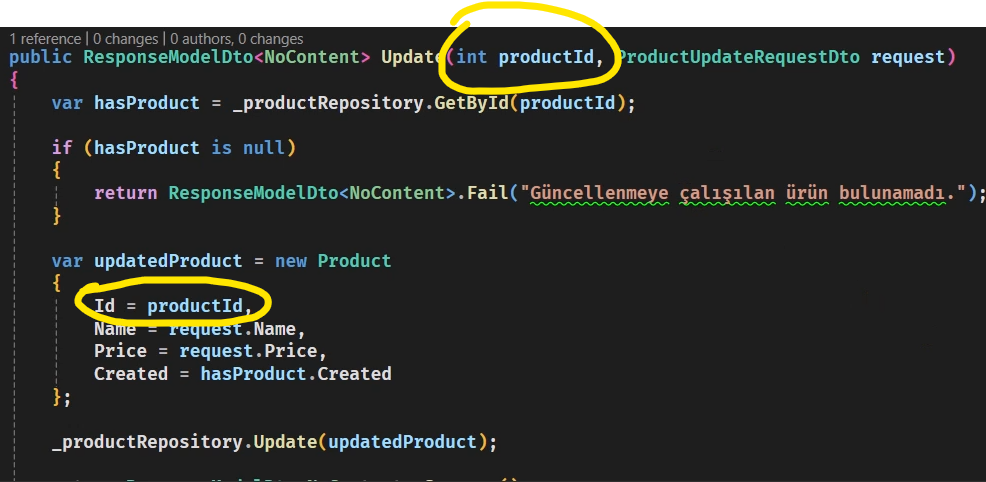 1 reference | 0 changes | 0 authors, 0 changes
public ResponseModelDto<NoContent> Update(int productId, ProductUpdateRequestDto request)
{
var hasProduct = _productRepository.GetById(productId);
if (hasProduct is null)
{
return ResponseModelDto<NoContent>.Fail("Güncellenmeye çalışılan ürün bulunamadı.");
}
var updatedProduct = new Product
{
Id = productId,
Name = request.Name,
Price = request.Price,
Created = hasProduct.Created
};
_productRepository.Update(updatedProduct);